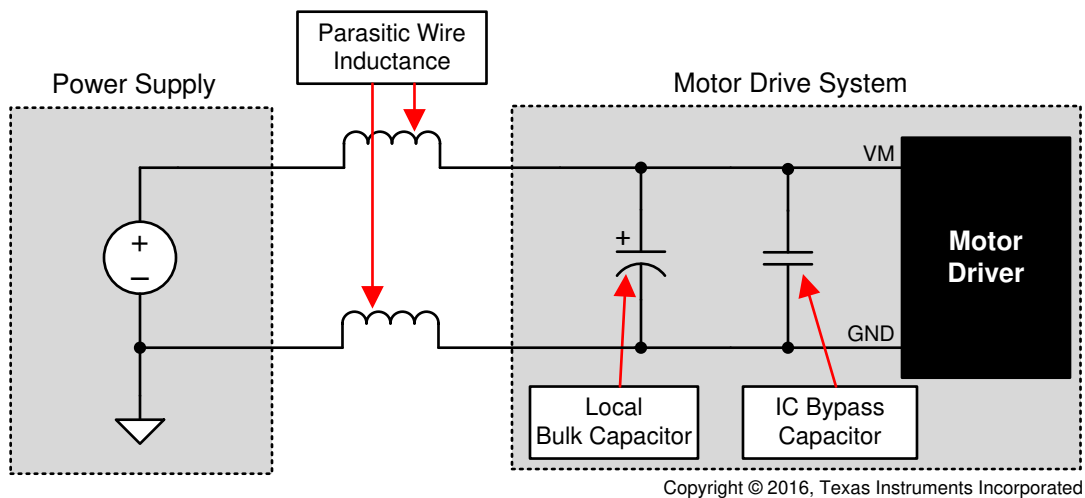 Parasitic Wire
Inductance
Power Supply
Motor Drive System
VM
+
–
+
Motor
Driver
GND
Local
Bulk Capacitor
IC Bypass
Capacitor
Copyright © 2016, Texas Instruments Incorporated